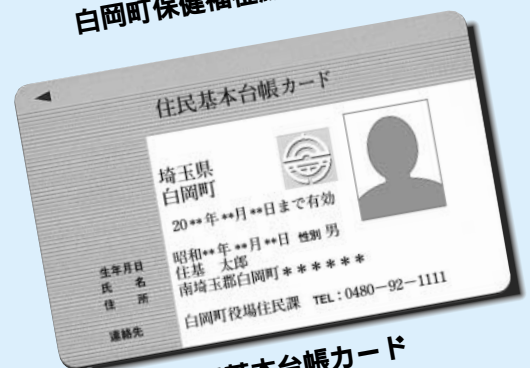 白岡町保健福祉
住民基本台帳カード
埼玉県
白岡町
20**年**月**日まで有効
生年月日 昭和**年**月**日 性別 男
氏名 住基 太郎
住所 南埼玉郡白岡町******
連絡先 白岡町役場住民課 TEL:0480-92-1111
基本台帳カード